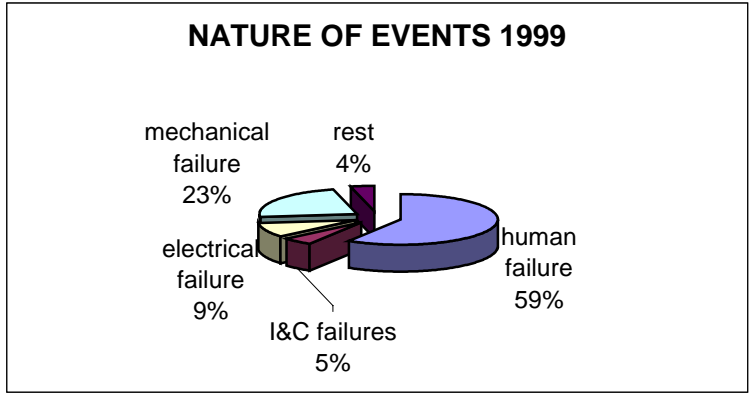 NATURE OF EVENTS 1999
mechanical
failure
23%
rest
4%
human
failure
59%
electrical
failure
9%
I&C failures
5%